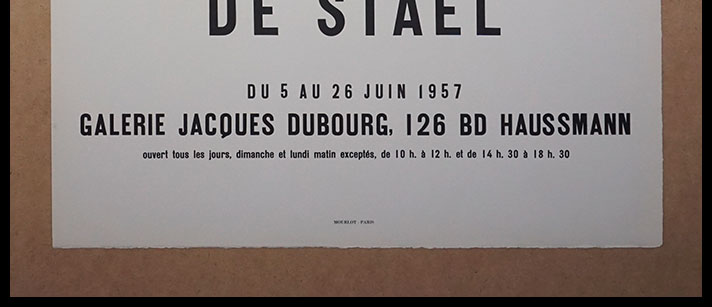 DE STAËL
DU 5 AU 26 JUIN 1957
GALERIE JACQUES DUBOURG, 126 BD HAUSSMANN
ouvert tous les jours, dimanche et lundi matin exceptés, de 10 h. à 12 h. et de 14 h. 30 à 18 h. 30
MOURLOT - PARIS